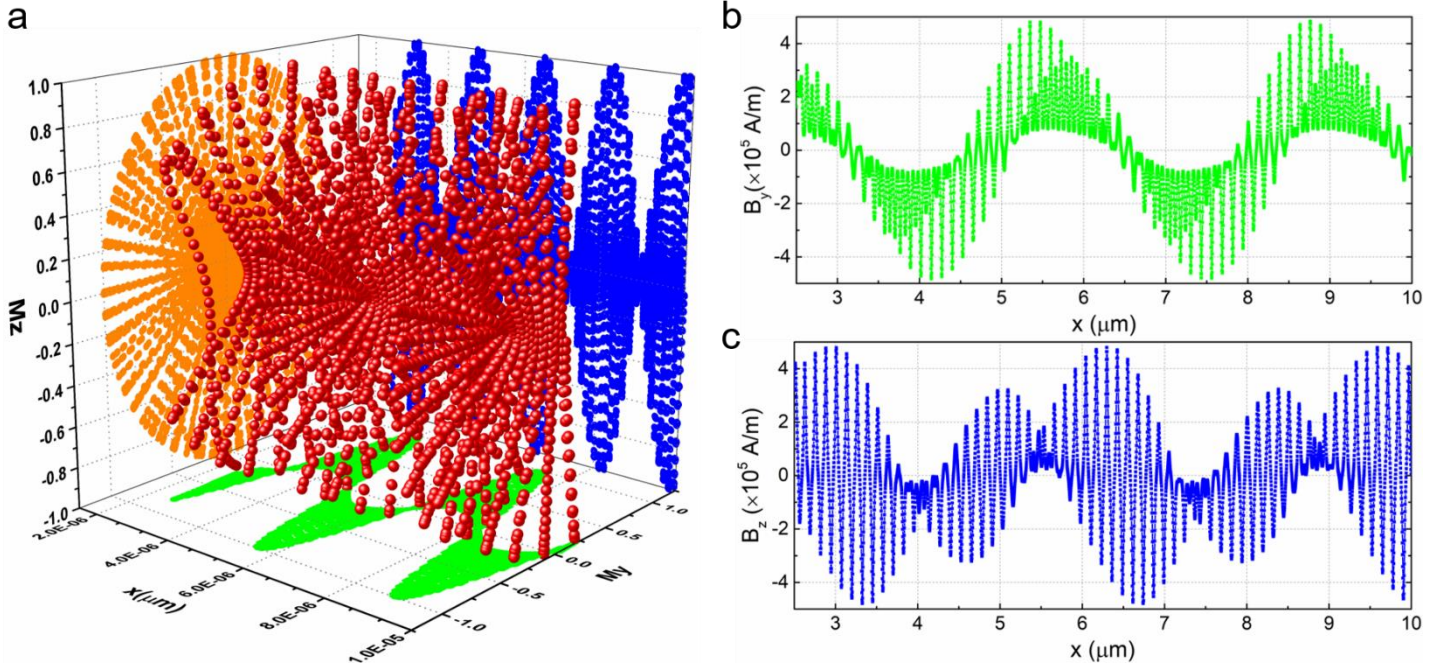 a
1.0
0.8
0.6
0.4
0.2
0.0
-0.2
-0.4
-0.6
-0.8
-1.0
Mz
2.0E-06
4.0E-06
6.0E-06
8.0E-06
1.0E-05
x(μm)
-1.0
-0.5
0.0
0.5
1.0
My
b
4
2
0
-2
-4
By(×10⁵ A/m)
3 4 5 6 7 8 9 10
x (μm)
c
4
2
0
-2
-4
Bz (×10⁵ A/m)
3 4 5 6 7 8 9 10
x (μm)